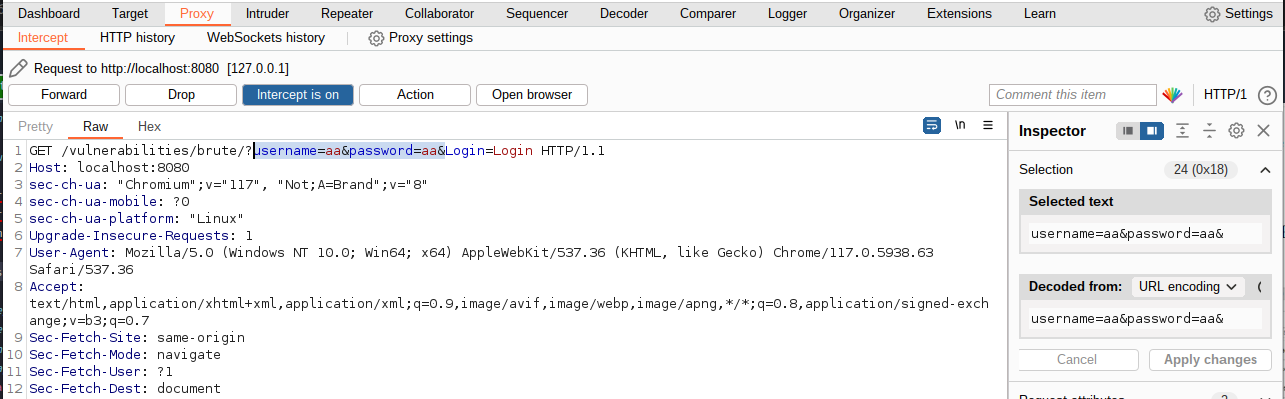 Dashboard Target Proxy Intruder Repeater Collaborator Sequencer Decoder Comparer Logger Organizer Extensions Learn Settings
Intercept HTTP history WebSockets history Proxy settings
Request to http://localhost:8080 [127.0.0.1]
Forward Drop Intercept is on Action Open browser Comment this item HTTP/1 ?
Pretty Raw Hex \n
1 GET /vulnerabilities/brute/?username=aa&password=aa&Login=Login HTTP/1.1
2 Host: localhost:8080
3 sec-ch-ua: "Chromium";v="117", "Not;A=Brand";v="8"
4 sec-ch-ua-mobile: ?0
5 sec-ch-ua-platform: "Linux"
6 Upgrade-Insecure-Requests: 1
7 User-Agent: Mozilla/5.0 (Windows NT 10.0; Win64; x64) AppleWebKit/537.36 (KHTML, like Gecko) Chrome/117.0.5938.63
Safari/537.36
8 Accept:
text/html,application/xhtml+xml,application/xml;q=0.9,image/avif,image/webp,image/apng,*/*;q=0.8,application/signed-exch
ange;v=b3;q=0.7
9 Sec-Fetch-Site: same-origin
10 Sec-Fetch-Mode: navigate
11 Sec-Fetch-User: ?1
12 Sec-Fetch-Dest: document
Inspector
Selection 24 (0x18)
Selected text
username=aa&password=aa&
Decoded from: URL encoding
username=aa&password=aa&
Cancel Apply changes
Request attributes 2